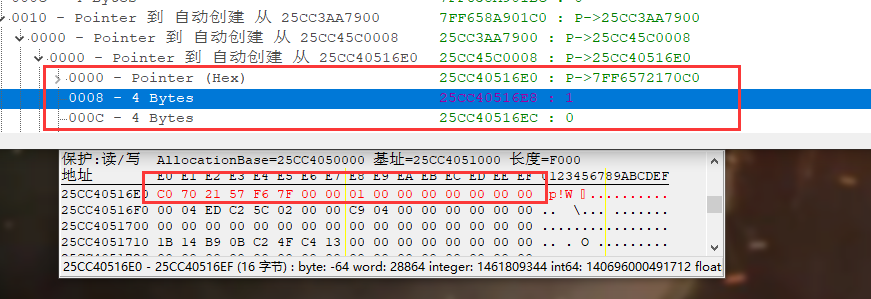 0010 - Pointer 到 自动创建 从 25CC3AA7900 7FF658A901C0 : P->25CC3AA7900
0000 - Pointer 到 自动创建 从 25CC45C0008 25CC3AA7900 : P->25CC45C0008
0000 - Pointer 到 自动创建 从 25CC40516E0 25CC45C0008 : P->25CC40516E0
0000 - Pointer (Hex) 25CC40516E0 : P->7FF6572170C0
0008 - 4 Bytes 25CC40516E8 : 1
000C - 4 Bytes 25CC40516EC : 0
保护:读/写 AllocationBase=25CC4050000 基址=25CC4051000 长度=F000
地址 E0 E1 E2 E3 E4 E5 E6 E7 E8 E9 EA EB EC ED EE EF 0123456789ABCDEF
25CC40516E0 C0 70 21 57 F6 7F 00 00 01 00 00 00 00 00 00 00 p!W ..........
25CC40516F0 00 04 ED C2 5C 02 00 00 C9 04 00 00 00 00 00 00
25CC4051700 00 00 00 00 00 00 00 00 00 00 00 00 00 00 00 00 ................
25CC4051710 1B 14 B9 0B C2 4F C4 13 00 00 00 00 00 00 00 00
25CC40516E0 - 25CC40516EF (16 字节) : byte: -64 word: 28864 integer: 1461809344 int64: 140696000491712 float